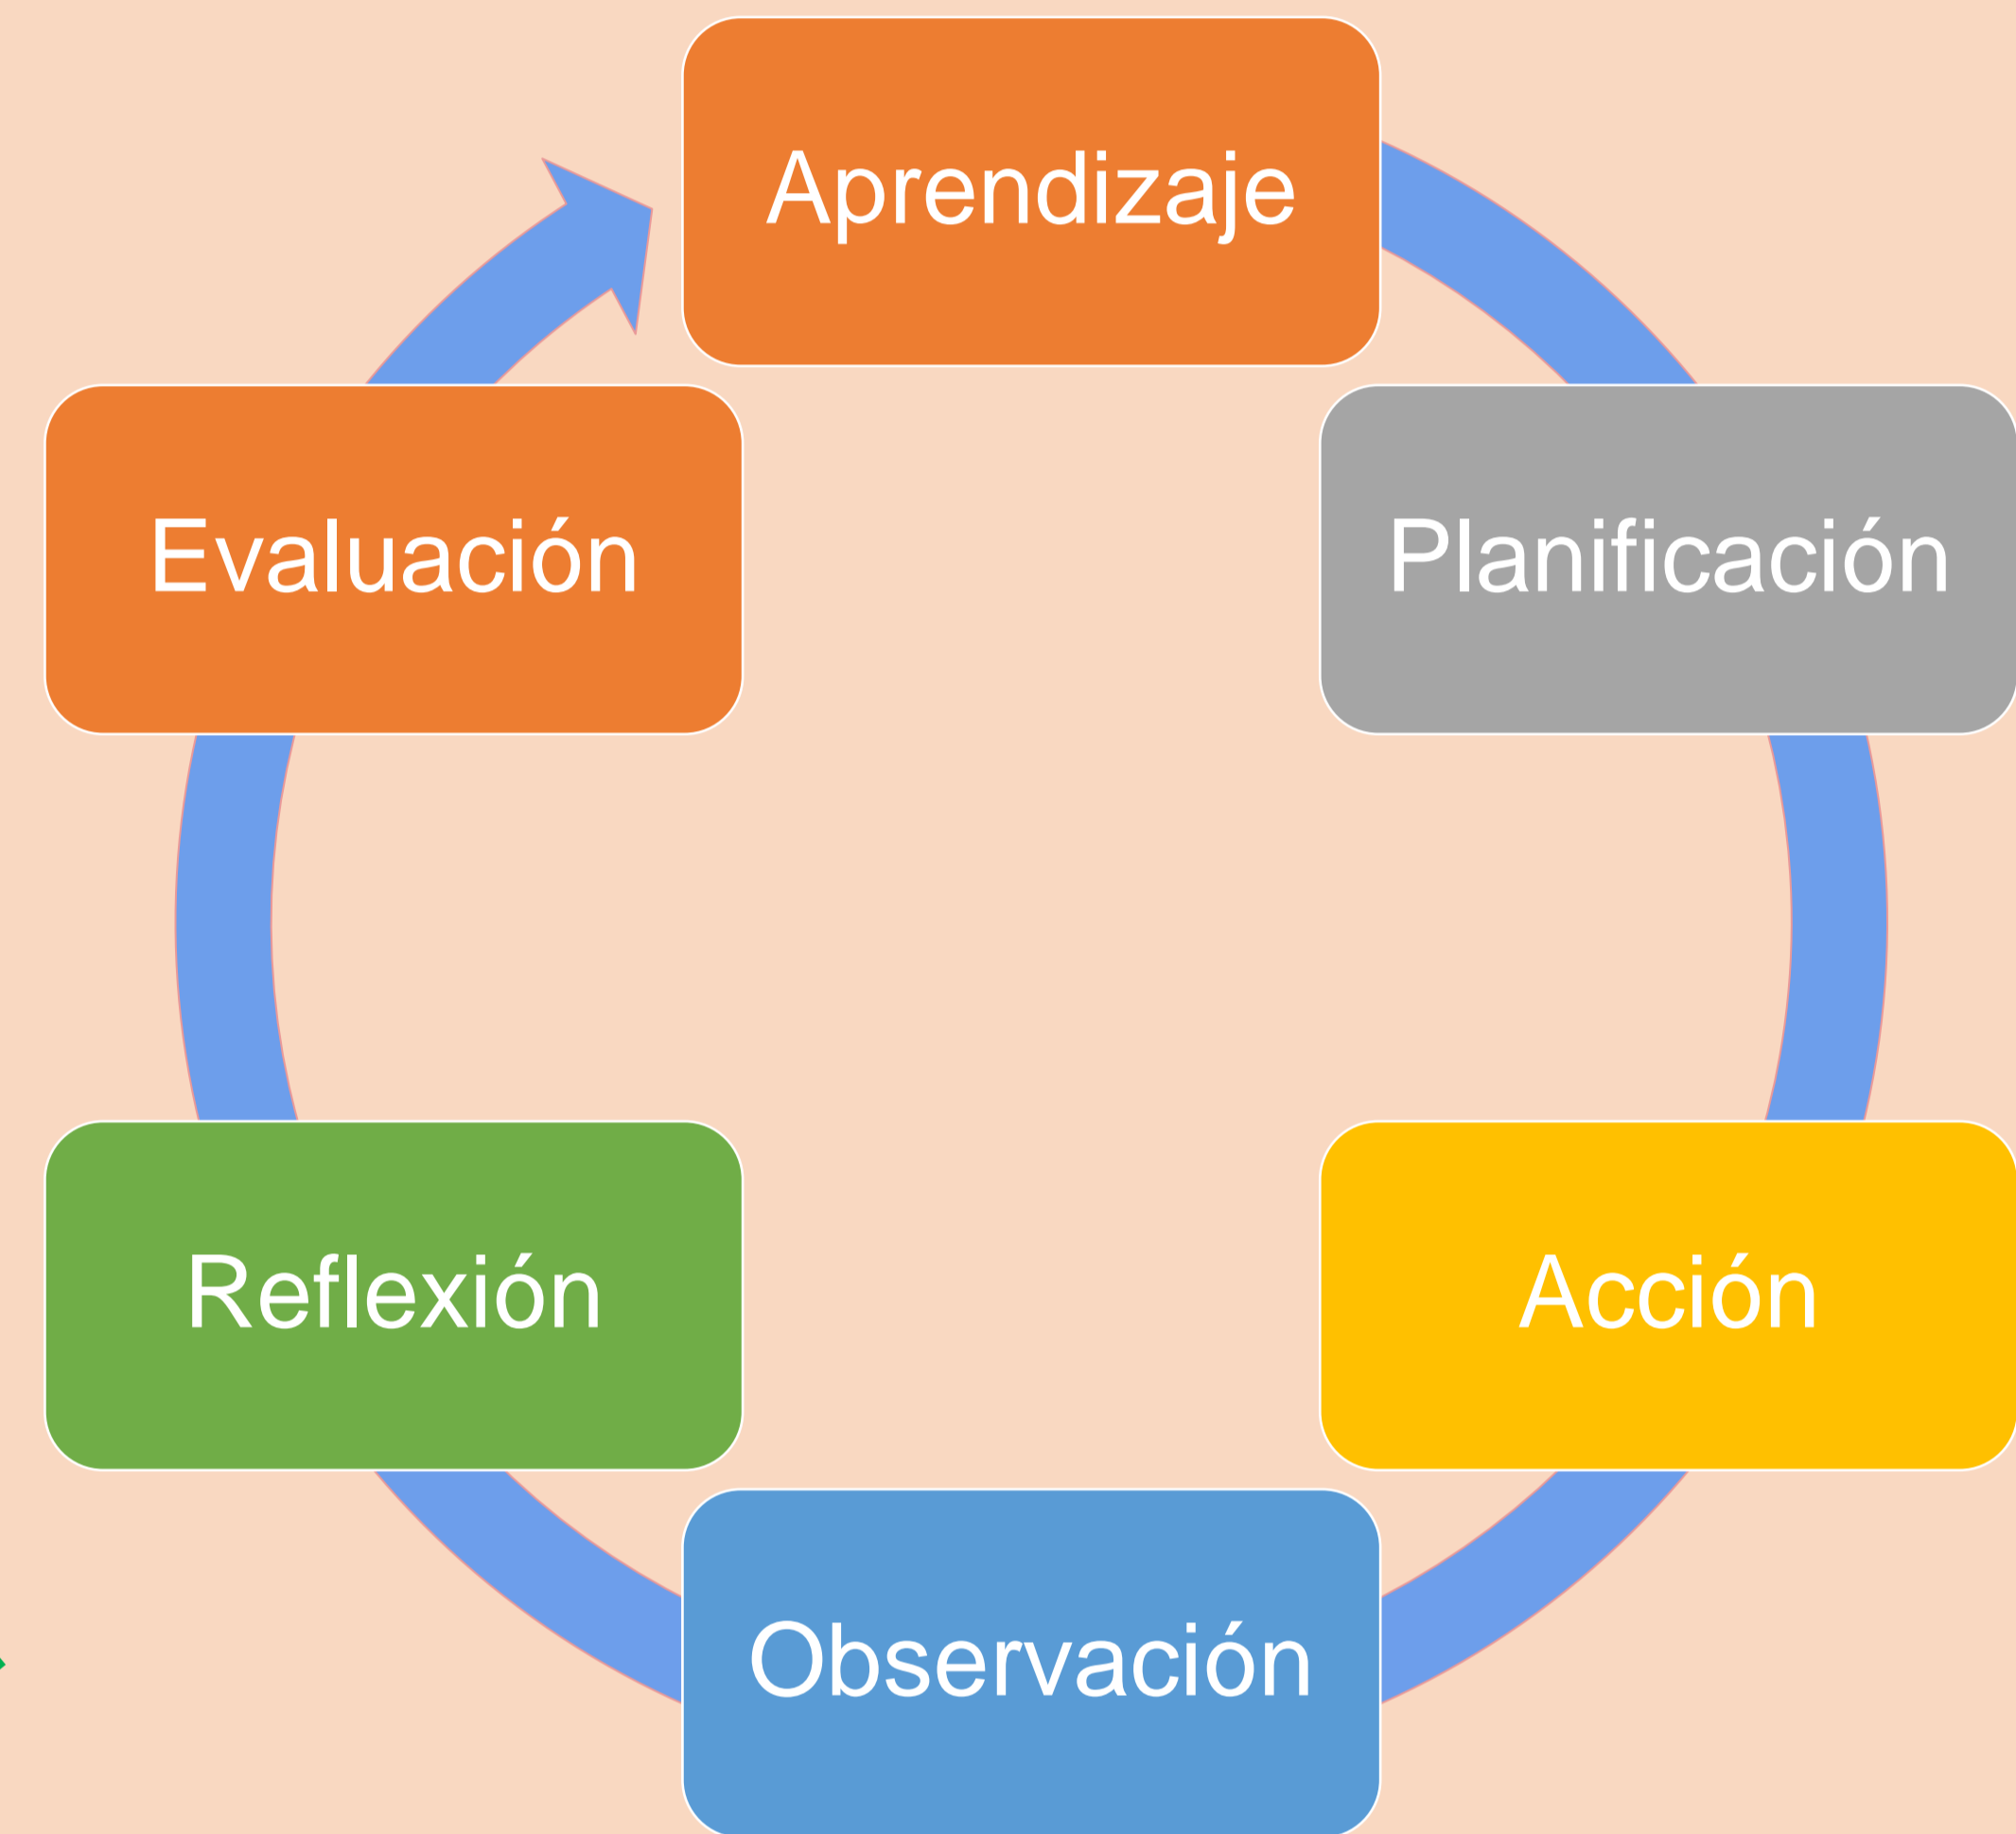 Aprendizaje
Planificación
Acción
Observación
Reflexión
Evaluación